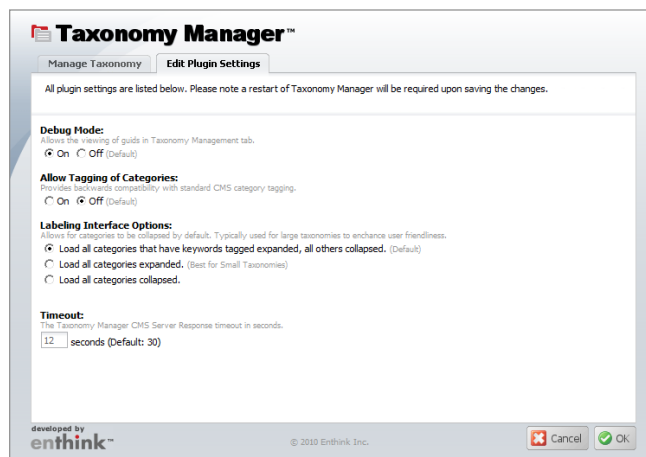 Taxonomy Manager™
Manage Taxonomy Edit Plugin Settings
All plugin settings are listed below. Please note a restart of Taxonomy Manager will be required upon saving the changes.
Debug Mode:
Allows the viewing of guids in Taxonomy Management tab.
On Off (Default)
Allow Tagging of Categories:
Provides backwards compatibility with standard CMS category tagging.
On Off (Default)
Labeling Interface Options:
Allows for categories to be collapsed by default. Typically used for large taxonomies to enchance user friendliness.
Load all categories that have keywords tagged expanded, all others collapsed. (Default)
Load all categories expanded. (Best for Small Taxonomies)
Load all categories collapsed.
Timeout:
The Taxonomy Manager CMS Server Response timeout in seconds.
12 seconds (Default: 30)
developed by
enthink™ © 2010 Enthink Inc. Cancel OK